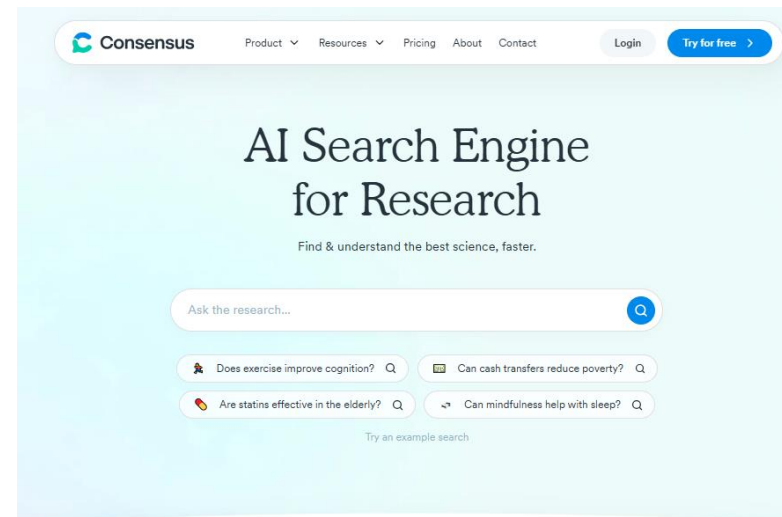 Consensus Product Resources Pricing About Contact Login Try for free
AI Search Engine
for Research
Find & understand the best science, faster.
Ask the research...
Does exercise improve cognition? Can cash transfers reduce poverty?
Are statins effective in the elderly? Can mindfulness help with sleep?
Try an example search